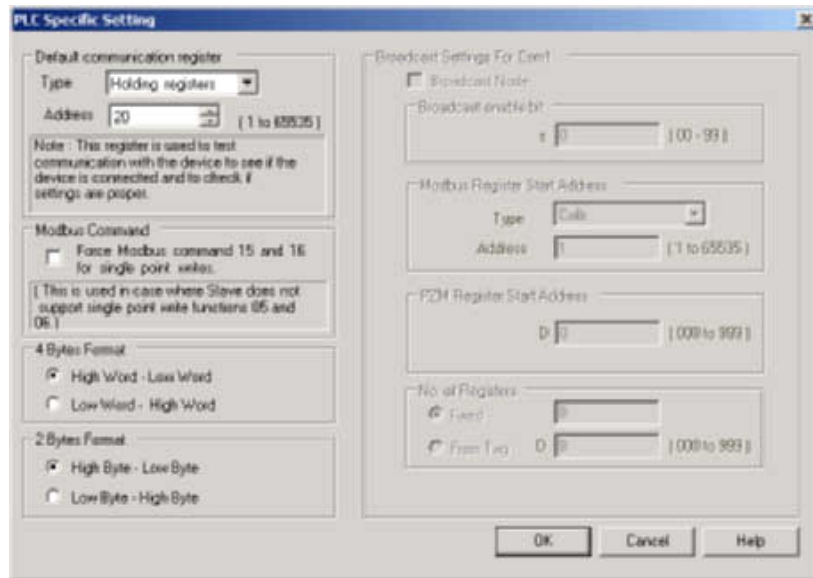 PLC Specific Setting
Default communication register
Type Holding registers
Address 20 ( 1 to 65535 )
Note : This register is used to test
communication with the device to see if the
device is connected and to check if
settings are proper.
Modbus Command
Force Modbus command 15 and 16
for single point writes.
( This is used in case where Slave does not
support single point write functions 05 and
06.)
4 Bytes Format
High Word - Low Word
Low Word - High Word
2 Bytes Format
High Byte - Low Byte
Low Byte - High Byte
Broadcast Settings For Com1
Broadcast Node
Broadcast enable bit
s 0 ( 00 - 99 )
Modbus Register Start Address
Type Coils
Address 1 ( 1 to 65535 )
PZM Register Start Address
D 0 ( 000 to 999 )
No. of Registers
Fixed 0
From Tag D 0 ( 000 to 999 )
OK Cancel Help